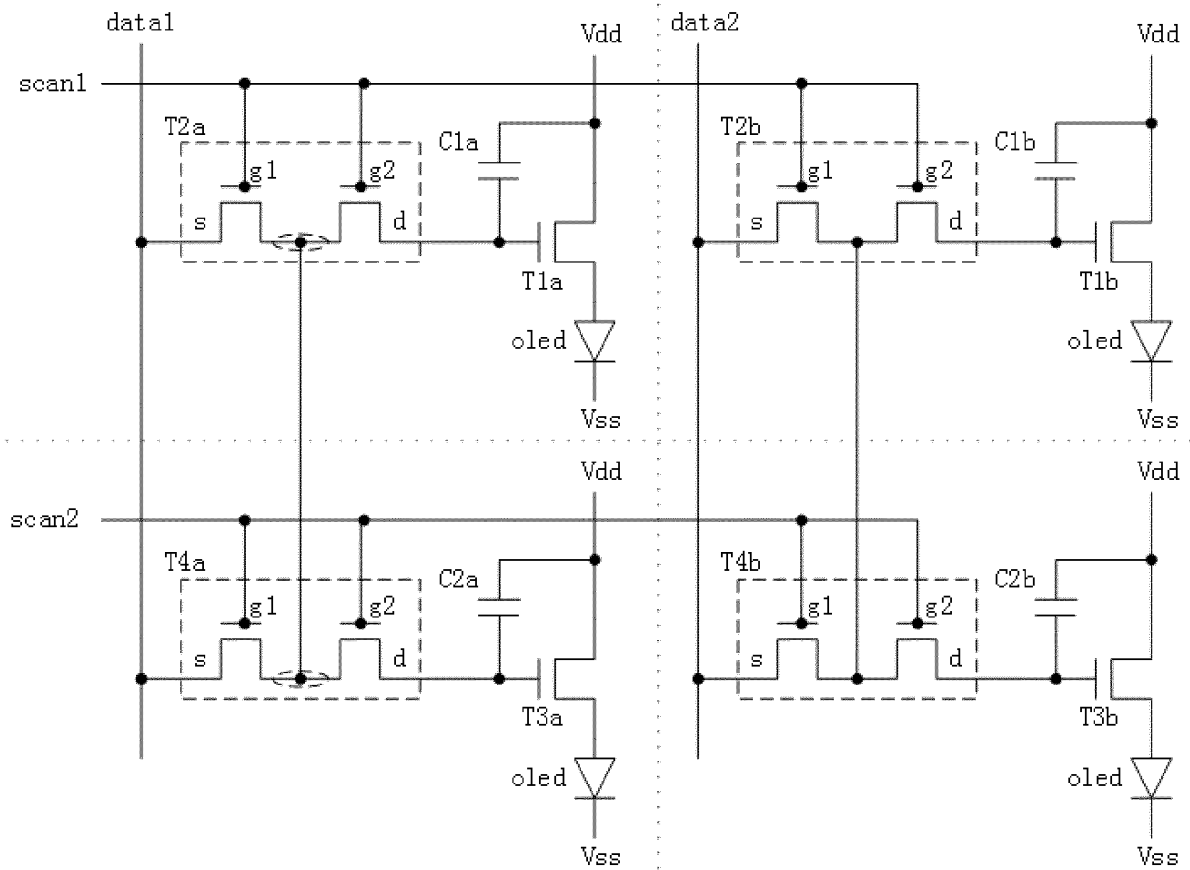 data1
data2
Vdd
Vdd
scan1
T2a
C1a
T2b
C1b
g1
g2
g1
g2
s
d
s
d
T1a
T1b
oled
oled
Vss
Vss
Vdd
Vdd
scan2
T4a
C2a
T4b
C2b
g1
g2
g1
g2
s
d
s
d
T3a
T3b
oled
oled
Vss
Vss